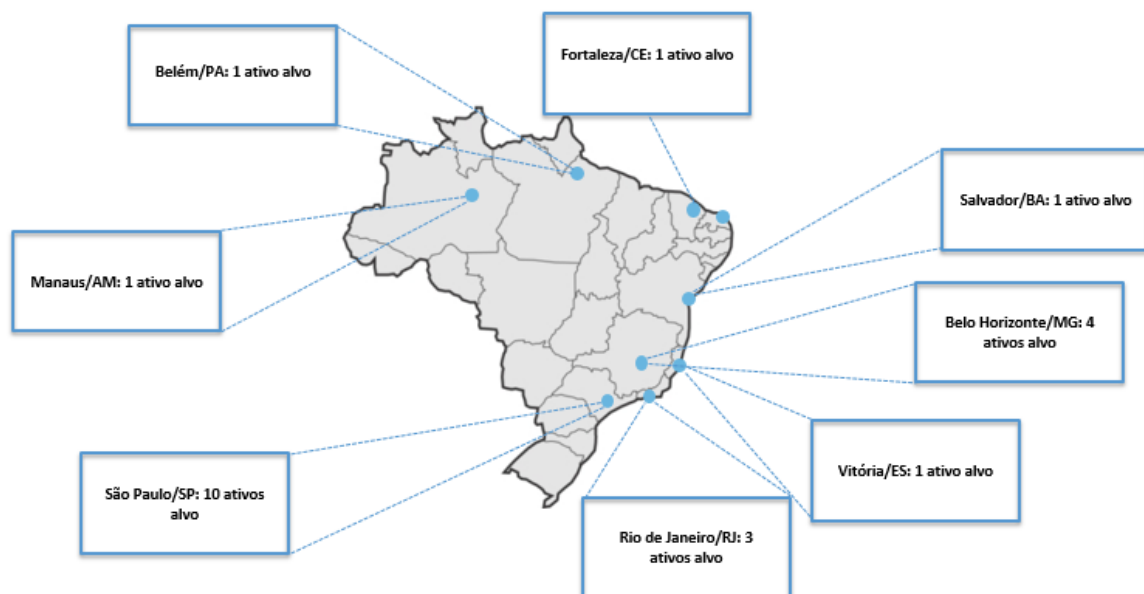 Fortaleza/CE: 1 ativo alvo
Belém/PA: 1 ativo alvo
Salvador/BA: 1 ativo alvo
Manaus/AM: 1 ativo alvo
Belo Horizonte/MG: 4
ativos alvo
Vitória/ES: 1 ativo alvo
São Paulo/SP: 10 ativos
alvo
Rio de Janeiro/RJ: 3
ativos alvo